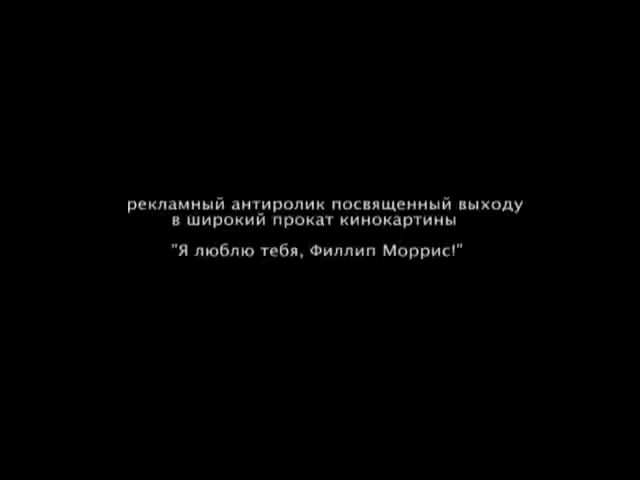 рекламный антиролик посвященный выходу
в широкий прокат кинокартины
"Я люблю тебя, Филлип Моррис!"